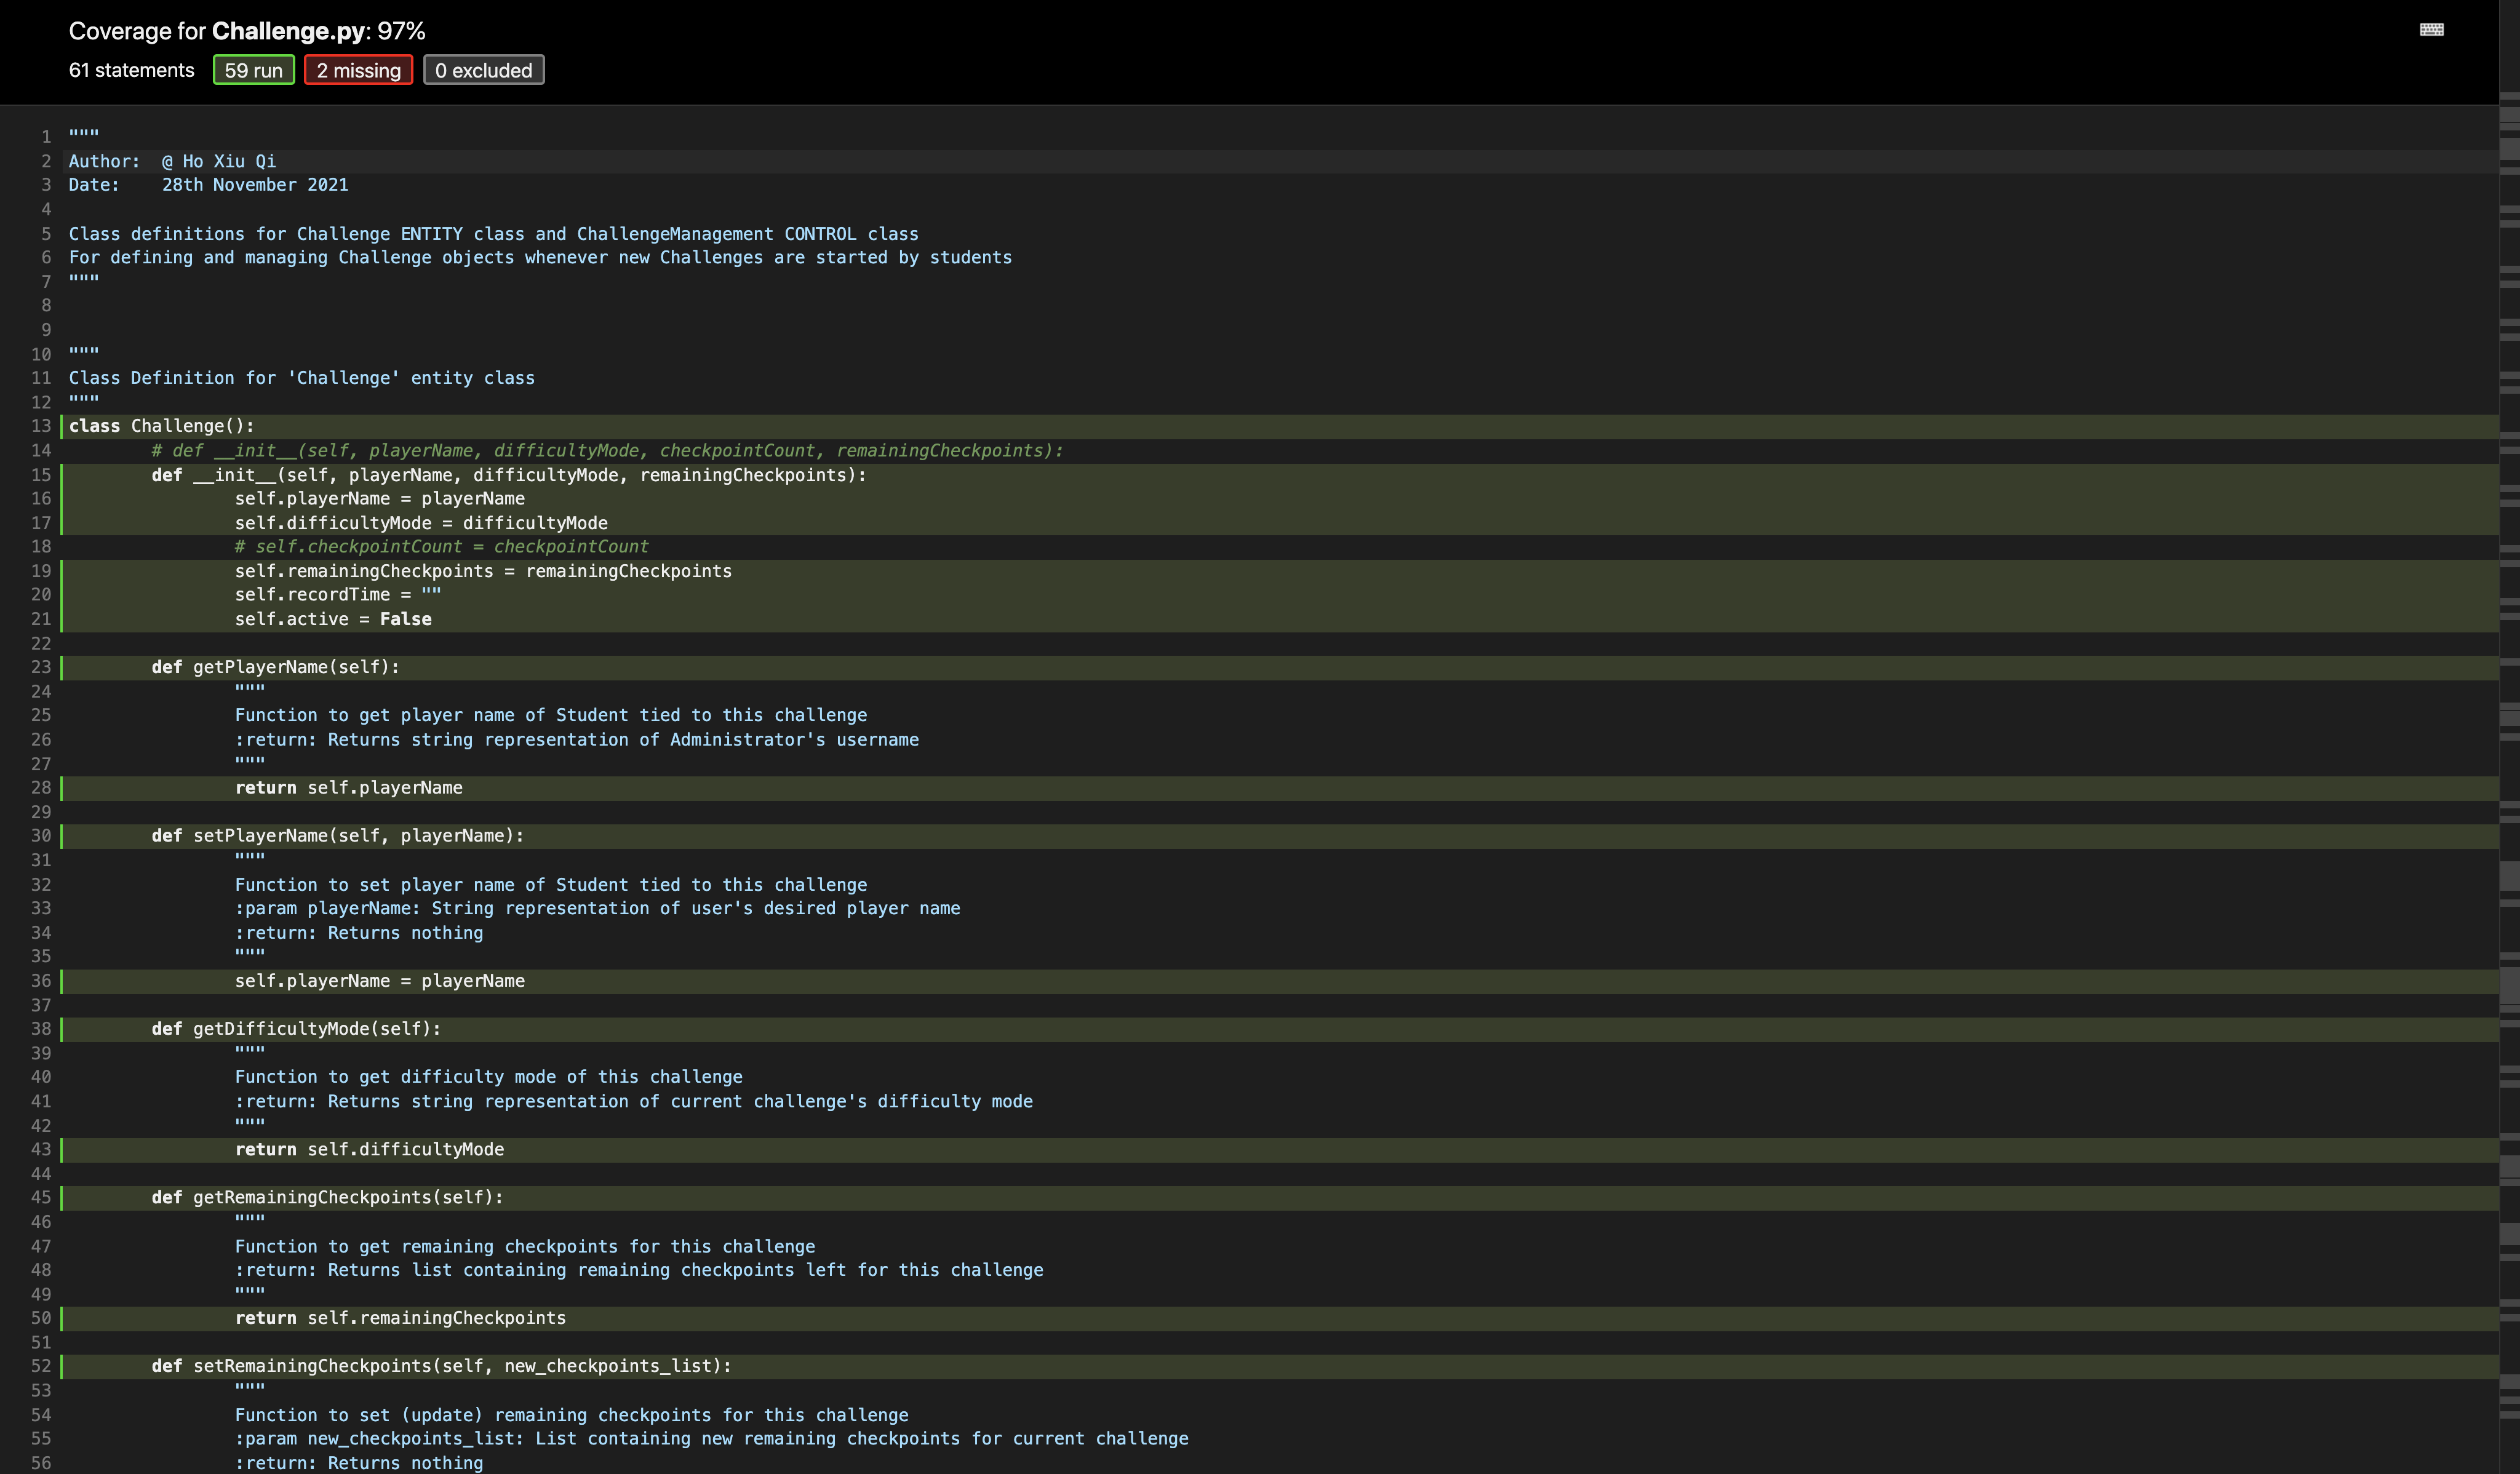 Coverage for Challenge.py: 97%
61 statements 59 run 2 missing 0 excluded
1 """
2 Author:  @ Ho Xiu Qi
3 Date:    28th November 2021
4
5 Class definitions for Challenge ENTITY class and ChallengeManagement CONTROL class
6 For defining and managing Challenge objects whenever new Challenges are started by students
7 """
8
9
10 """
11 Class Definition for 'Challenge' entity class
12 """
13 class Challenge():
14         # def __init__(self, playerName, difficultyMode, checkpointCount, remainingCheckpoints):
15         def __init__(self, playerName, difficultyMode, remainingCheckpoints):
16                 self.playerName = playerName
17                 self.difficultyMode = difficultyMode
18                 # self.checkpointCount = checkpointCount
19                 self.remainingCheckpoints = remainingCheckpoints
20                 self.recordTime = ""
21                 self.active = False
22
23         def getPlayerName(self):
24                 """
25                 Function to get player name of Student tied to this challenge
26                 :return: Returns string representation of Administrator's username
27                 """
28                 return self.playerName
29
30         def setPlayerName(self, playerName):
31                 """
32                 Function to set player name of Student tied to this challenge
33                 :param playerName: String representation of user's desired player name
34                 :return: Returns nothing
35                 """
36                 self.playerName = playerName
37
38         def getDifficultyMode(self):
39                 """
40                 Function to get difficulty mode of this challenge
41                 :return: Returns string representation of current challenge's difficulty mode
42                 """
43                 return self.difficultyMode
44
45         def getRemainingCheckpoints(self):
46                 """
47                 Function to get remaining checkpoints for this challenge
48                 :return: Returns list containing remaining checkpoints left for this challenge
49                 """
50                 return self.remainingCheckpoints
51
52         def setRemainingCheckpoints(self, new_checkpoints_list):
53                 """
54                 Function to set (update) remaining checkpoints for this challenge
55                 :param new_checkpoints_list: List containing new remaining checkpoints for current challenge
56                 :return: Returns nothing